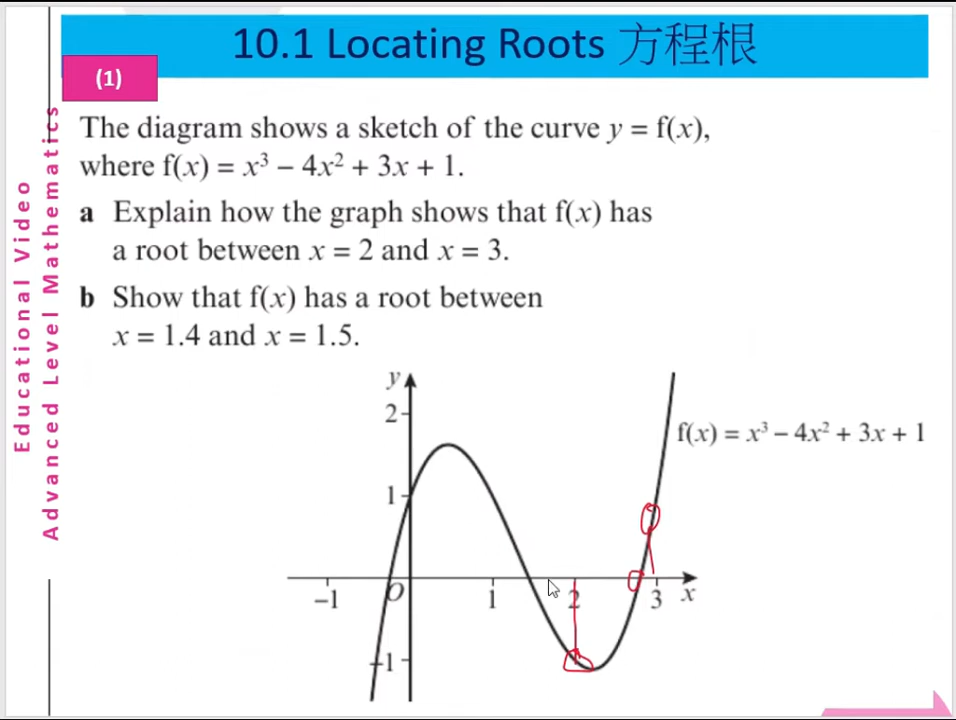 10.1 Locating Roots 方程根
(1)
Educational Video
Advanced Level Mathematics
The diagram shows a sketch of the curve y = f(x),
where f(x) = x³ – 4x² + 3x + 1.
a Explain how the graph shows that f(x) has
a root between x = 2 and x = 3.
b Show that f(x) has a root between
x = 1.4 and x = 1.5.
y
2
f(x) = x³ – 4x² + 3x + 1
1
–1 O 1 2 3 x
–1